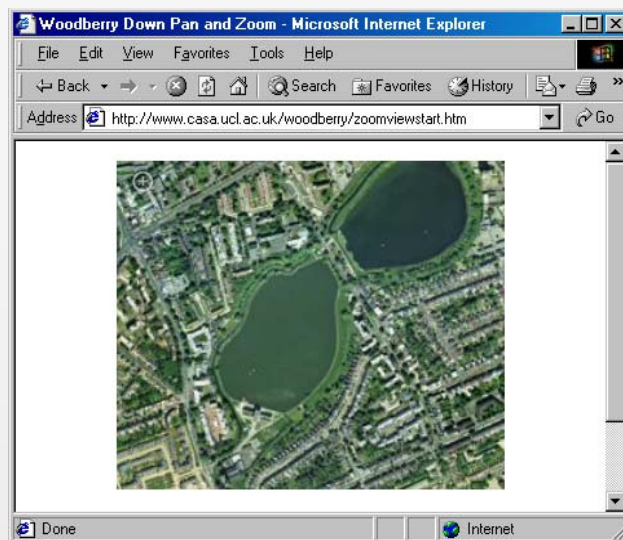 Woodberry Down Pan and Zoom - Microsoft Internet Explorer
File Edit View Favorites Tools Help
Back Search Favorites History »
Address http://www.casa.ucl.ac.uk/woodberry/zoomviewstart.htm Go
Done Internet